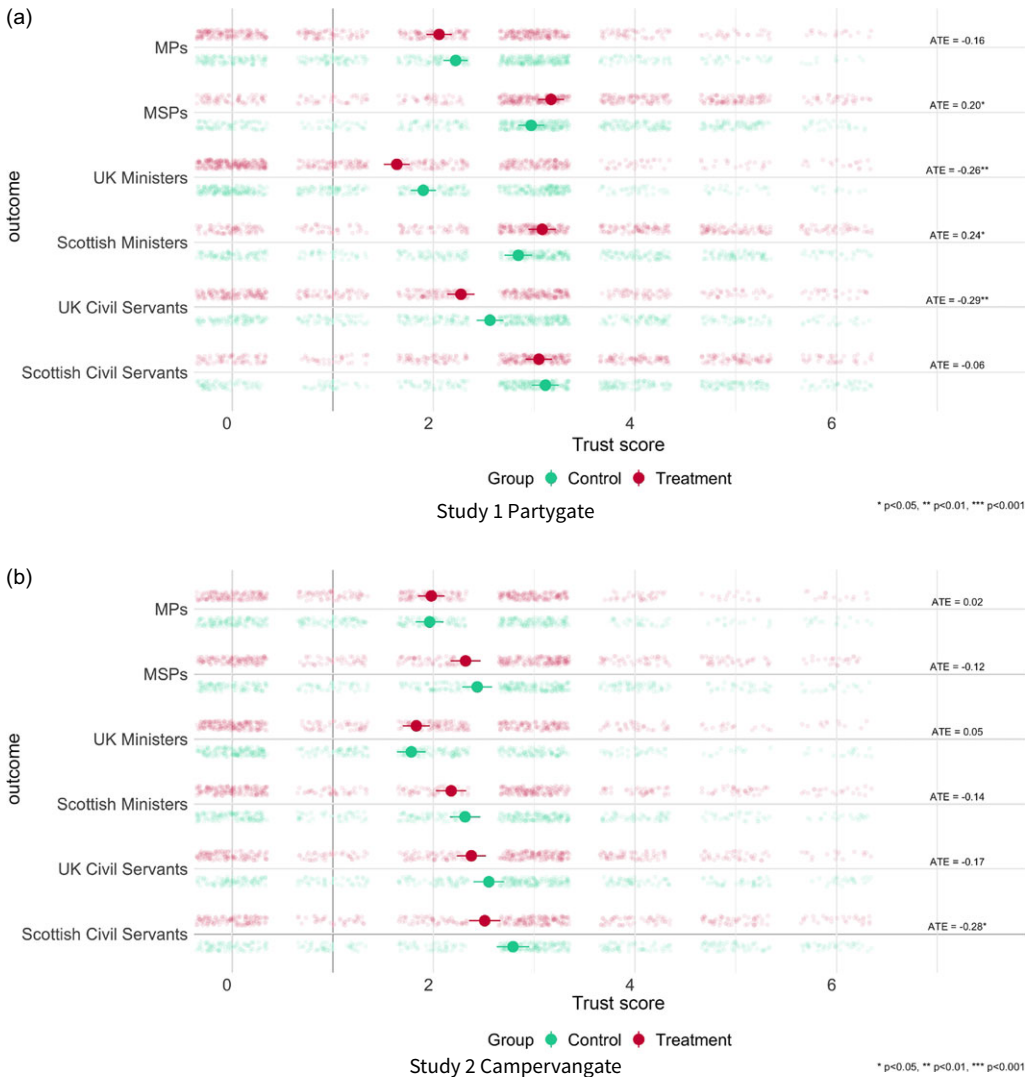 (a)
outcome
MPs
ATE = -0.16
MSPs
ATE = 0.20*
UK Ministers
ATE = -0.26**
Scottish Ministers
ATE = 0.24*
UK Civil Servants
ATE = -0.29**
Scottish Civil Servants
ATE = -0.06
0 2 4 6
Trust score
Group Control Treatment
Study 1 Partygate
* p<0.05, ** p<0.01, *** p<0.001
(b)
outcome
MPs
ATE = 0.02
MSPs
ATE = -0.12
UK Ministers
ATE = 0.05
Scottish Ministers
ATE = -0.14
UK Civil Servants
ATE = -0.17
Scottish Civil Servants
ATE = -0.28*
0 2 4 6
Trust score
Group Control Treatment
Study 2 Campervangate
* p<0.05, ** p<0.01, *** p<0.001